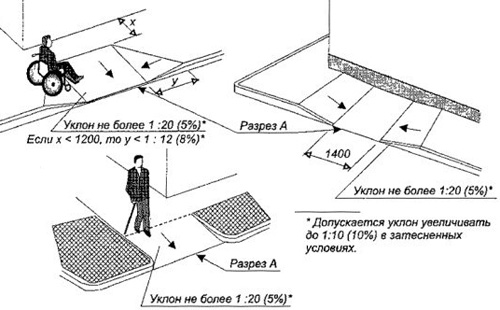 x
y
Уклон не более 1 :20 (5%)*
Если x < 1200, то y < 1 : 12 (8%)*
Разрез А
1400
Уклон не более 1:20 (5%)*
Разрез А
Уклон не более 1 :20 (5%)*
* Допускается уклон увеличивать
до 1:10 (10%) в затесненных
условиях.